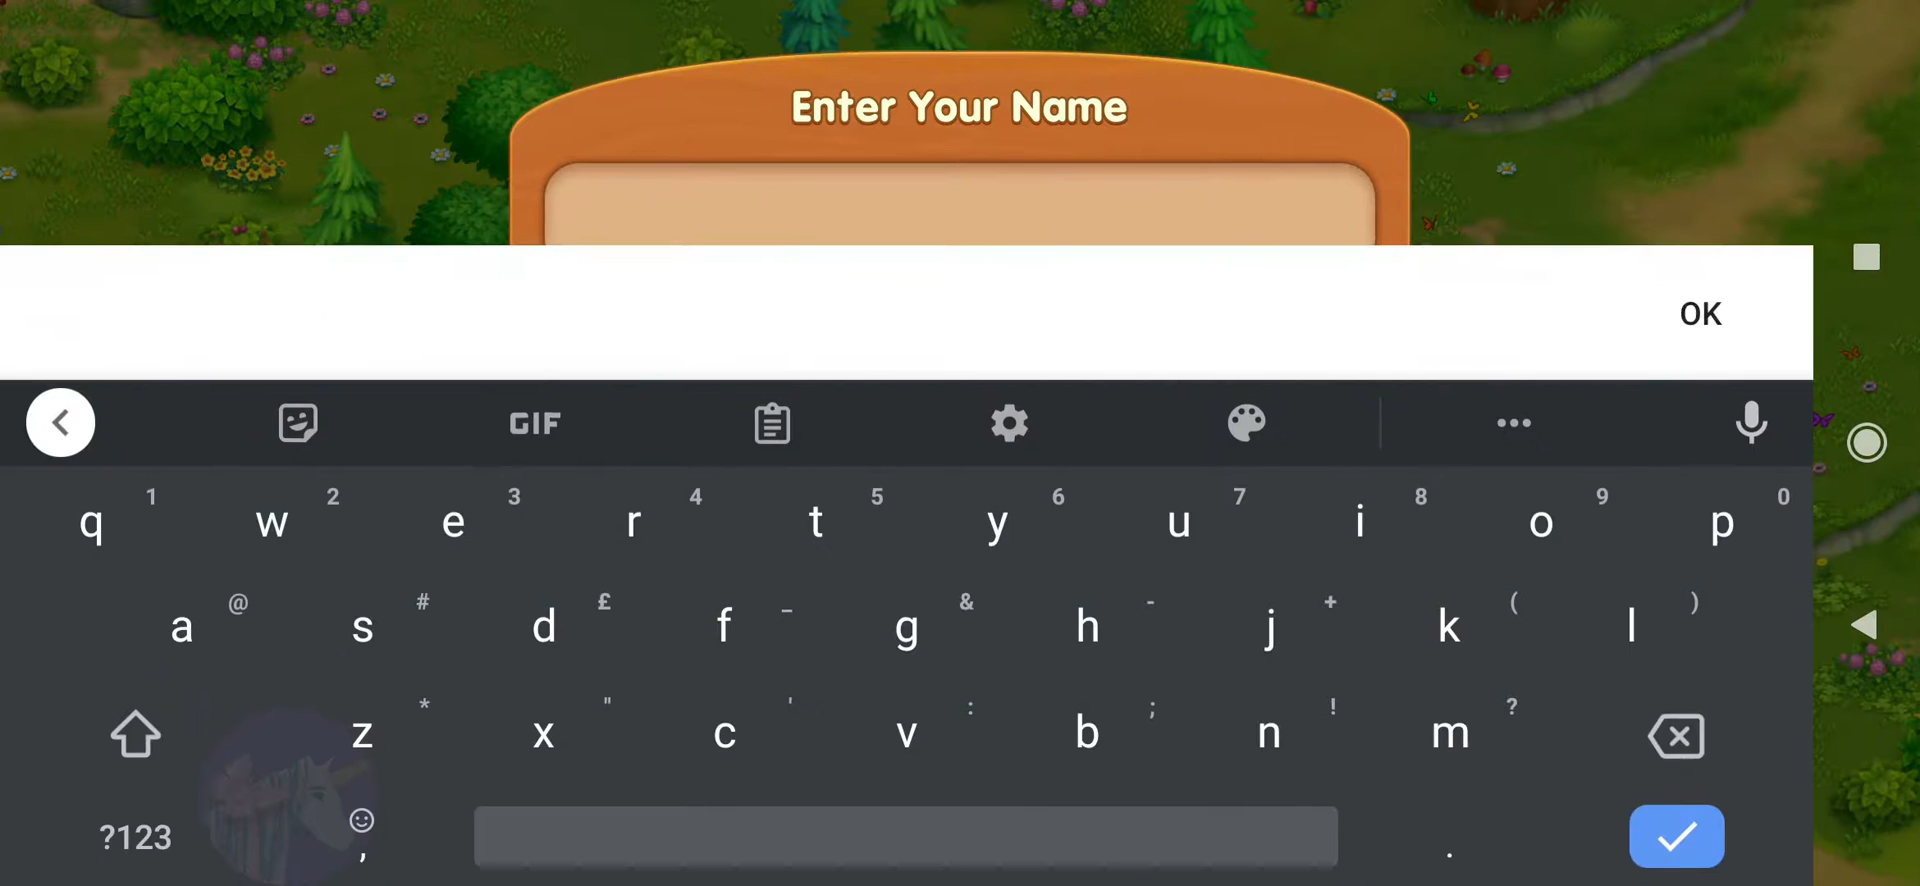 Enter Your Name
OK
GIF
1 2 3 4 5 6 7 8 9 0
q w e r t y u i o p
@ # £ _ & - + ( )
a s d f g h j k l
* " ' : ; ! ?
z x c v b n m
?123 , .